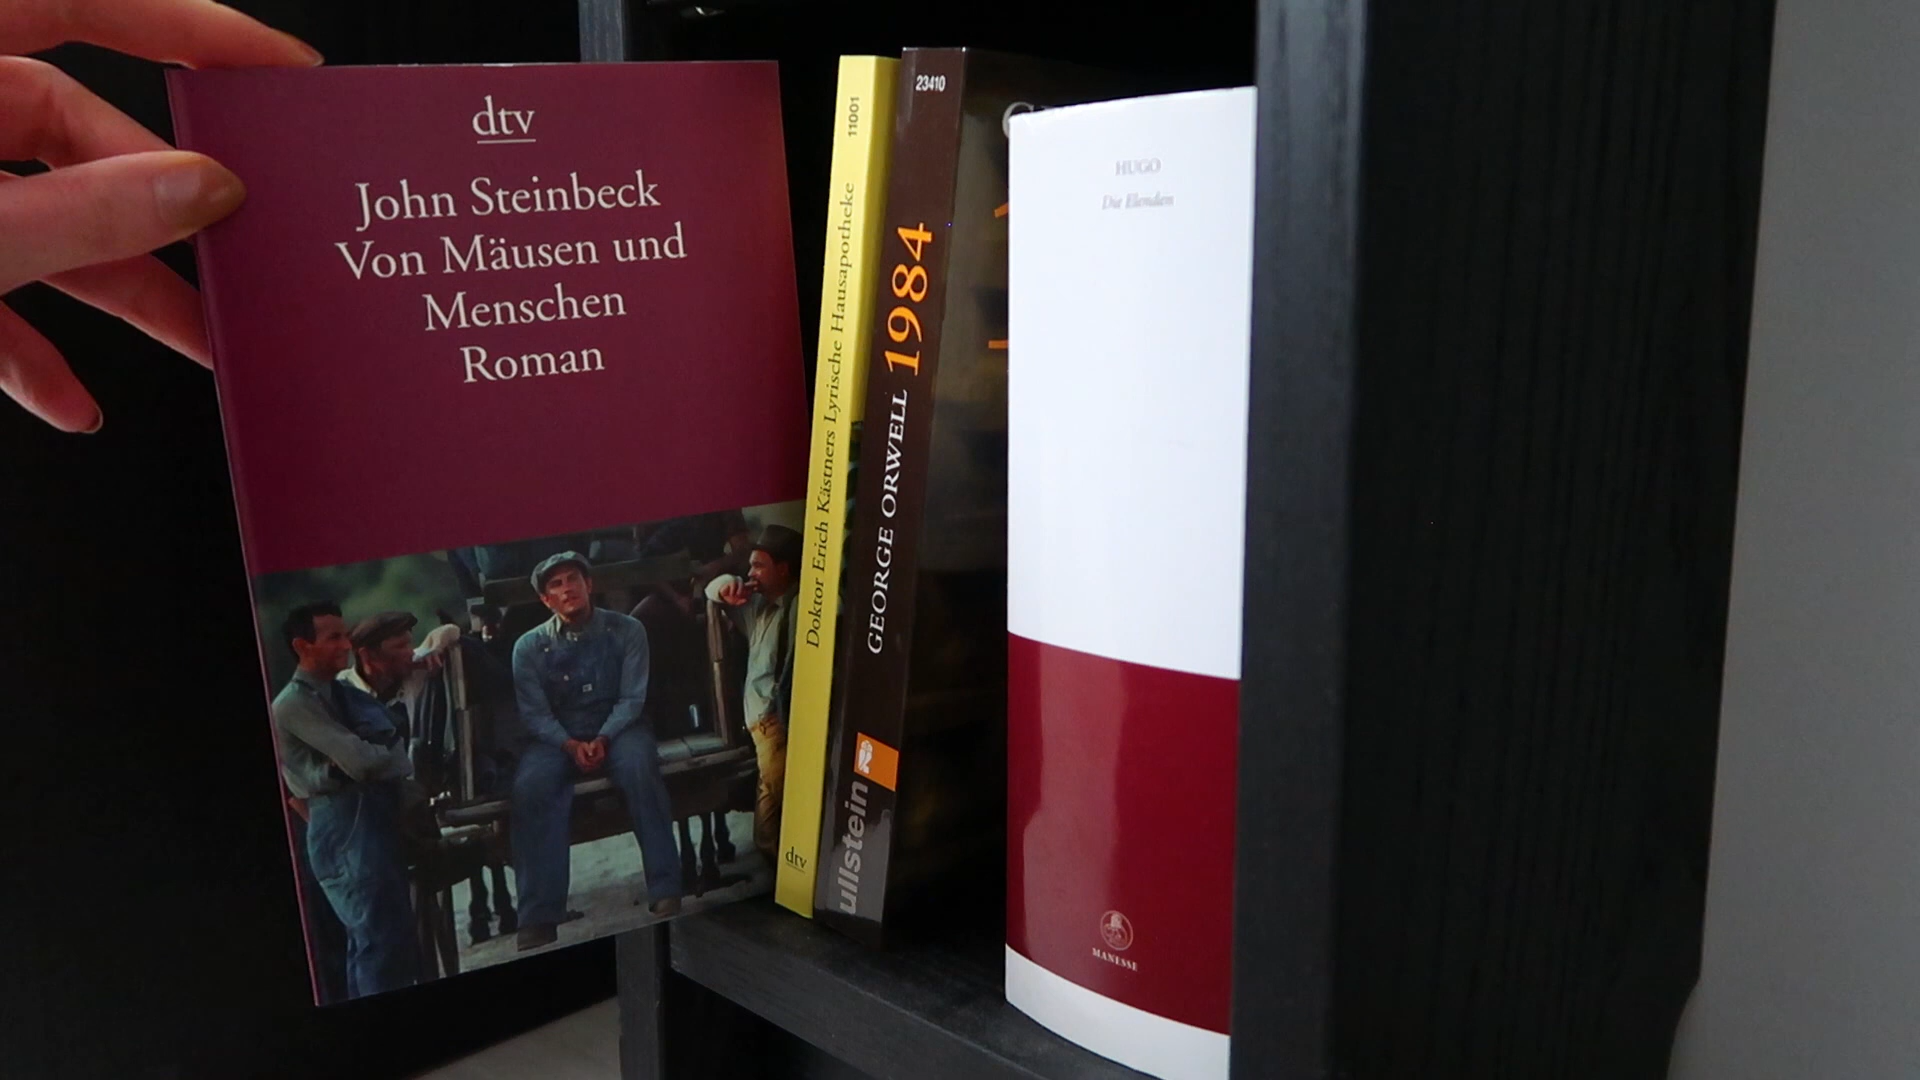 dtv
John Steinbeck
Von Mäusen und
Menschen
Roman
11001
Doktor Erich Kästners Lyrische Hausapotheke
dtv
23410
GEORGE ORWELL 1984
ullstein
HUGO
Die Elenden
MANESSE